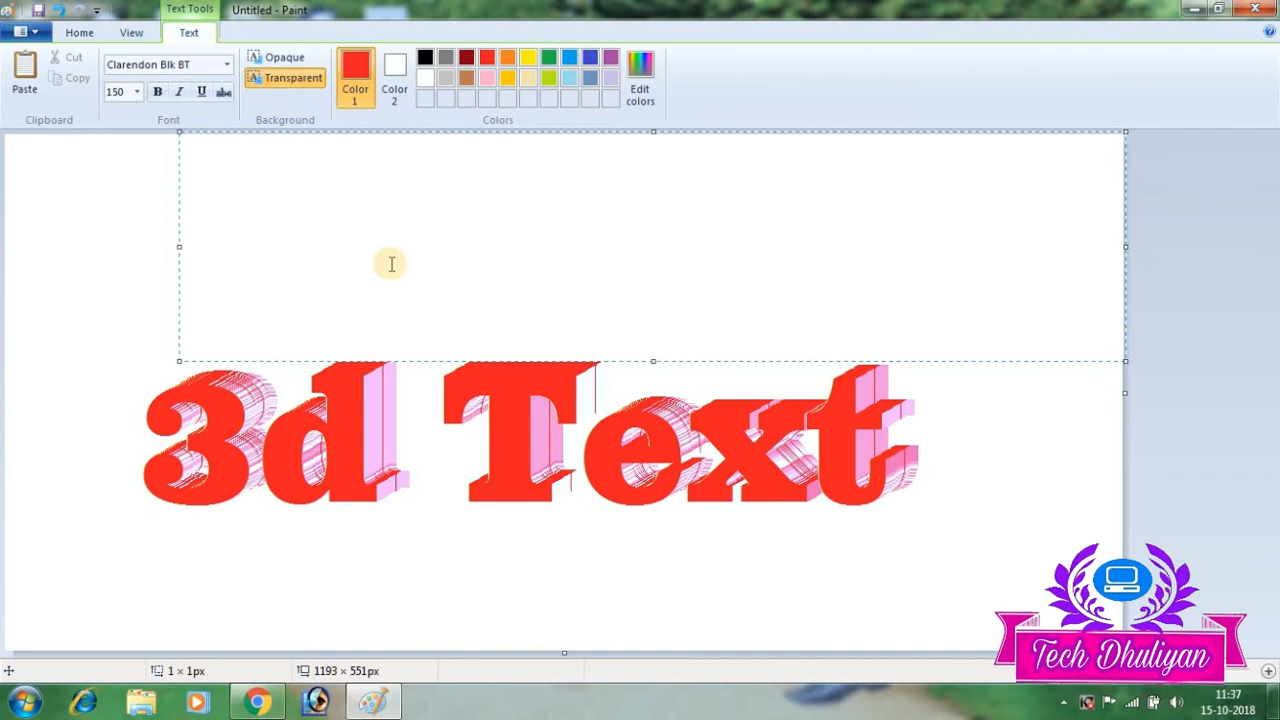 Text Tools
Untitled - Paint
Home
View
Text
Paste
Cut
Copy
Clipboard
Clarendon Blk BT
150
B
I
U
abc
Font
Opaque
Transparent
Background
Color
1
Color
2
Edit
colors
Colors
3d Text
Tech Dhuliyan
1 × 1px
1193 × 551px
11:37
15-10-2018